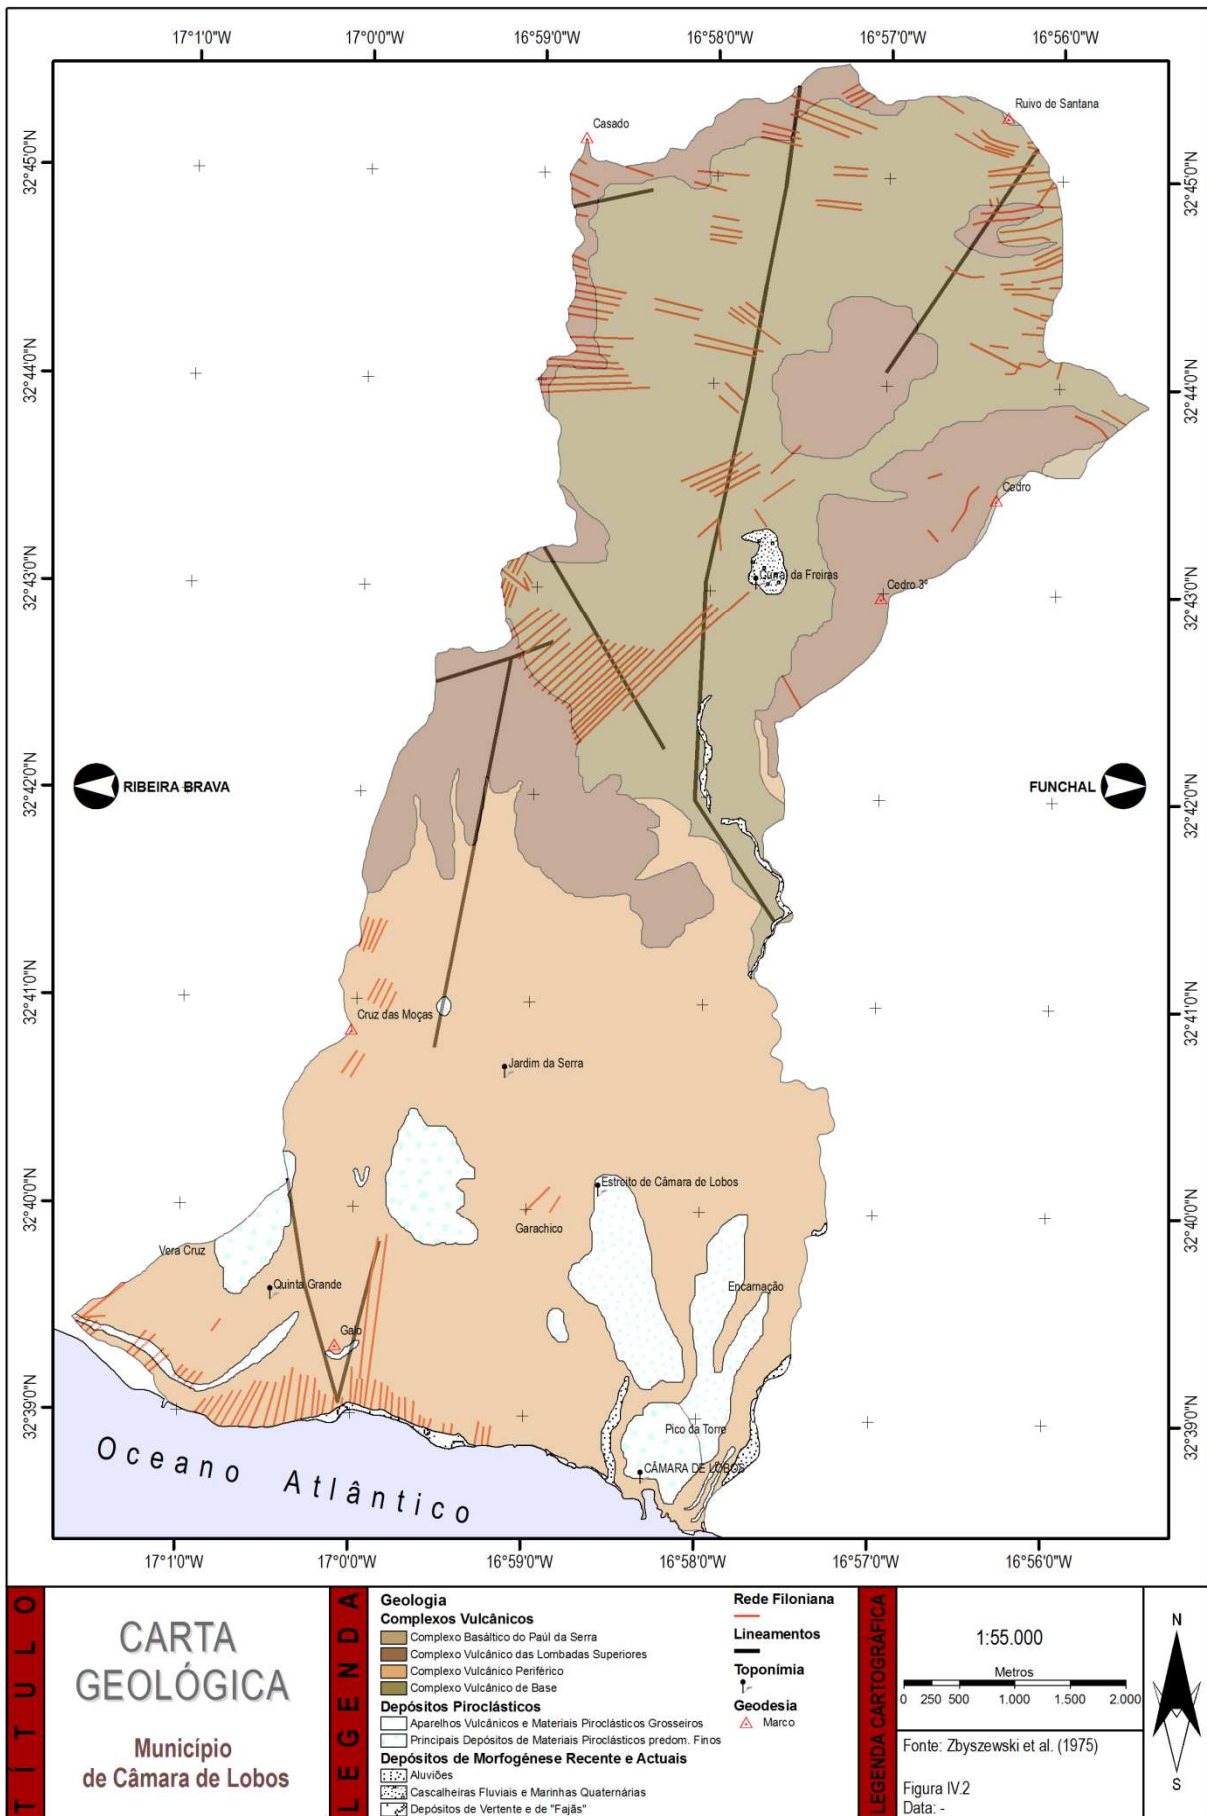 17°1'0"W 17°0'0"W 16°59'0"W 16°58'0"W 16°57'0"W 16°56'0"W
Ruivo de Santana
Casado
32°45'0"N 32°45'0"N
32°44'0"N 32°44'0"N
Cedro
Curral da Freiras
Cedro 3º
32°43'0"N 32°43'0"N
RIBEIRA BRAVA
FUNCHAL
32°42'0"N 32°42'0"N
32°41'0"N 32°41'0"N
Cruz das Moças
Jardim da Serra
Estreito de Câmara de Lobos
32°40'0"N 32°40'0"N
Garachico
Vera Cruz
Quinta Grande
Encarnação
Galo
32°39'0"N 32°39'0"N
Pico da Torre
CÂMARA DE LOBOS
Oceano Atlântico
17°1'0"W 17°0'0"W 16°59'0"W 16°58'0"W 16°57'0"W 16°56'0"W
TÍTULO
CARTA
GEOLÓGICA
Município
de Câmara de Lobos
LEGENDA
Geologia
Complexos Vulcânicos
Complexo Basáltico do Paúl da Serra
Complexo Vulcânico das Lombadas Superiores
Complexo Vulcânico Periférico
Complexo Vulcânico de Base
Depósitos Piroclásticos
Aparelhos Vulcânicos e Materiais Piroclásticos Grosseiros
Principais Depósitos de Materiais Piroclásticos predom. Finos
Depósitos de Morfogénese Recente e Actuais
Aluviões
Cascalheiras Fluviais e Marinhas Quaternárias
Depósitos de Vertente e de "Fajãs"
Rede Filoniana
Lineamentos
Toponímia
Geodesia
Marco
LEGENDA CARTOGRÁFICA
1:55.000
Metros
0 250 500 1.000 1.500 2.000
Fonte: Zbyszewski et al. (1975)
Figura IV.2
Data: -
N
S